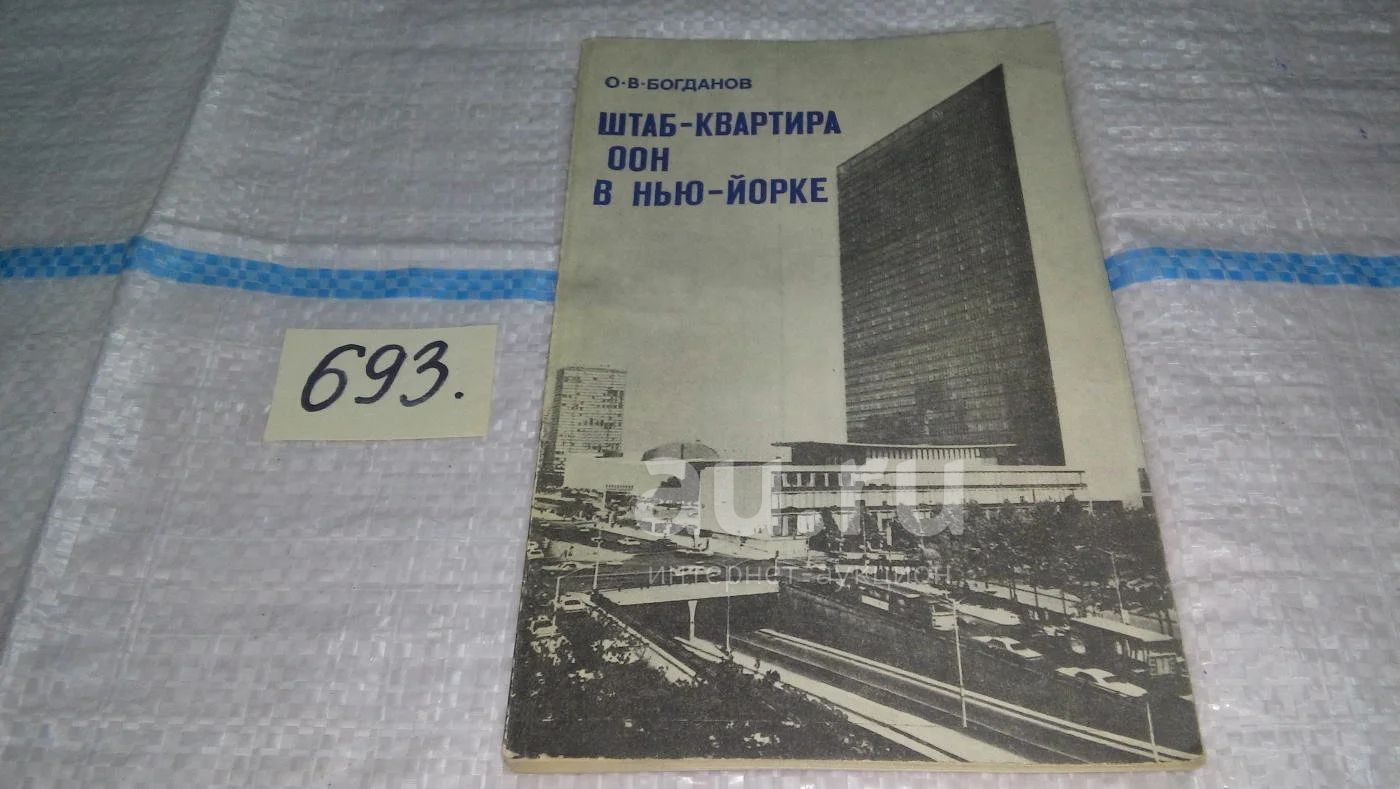 О·В·БОГДАНОВ
ШТАБ-КВАРТИРА
ООН
В НЬЮ-ЙОРКЕ
693.
au.ru
интернет-аукцион